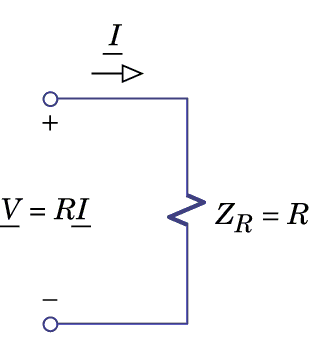 I
+
V = RI
Z_R = R
−